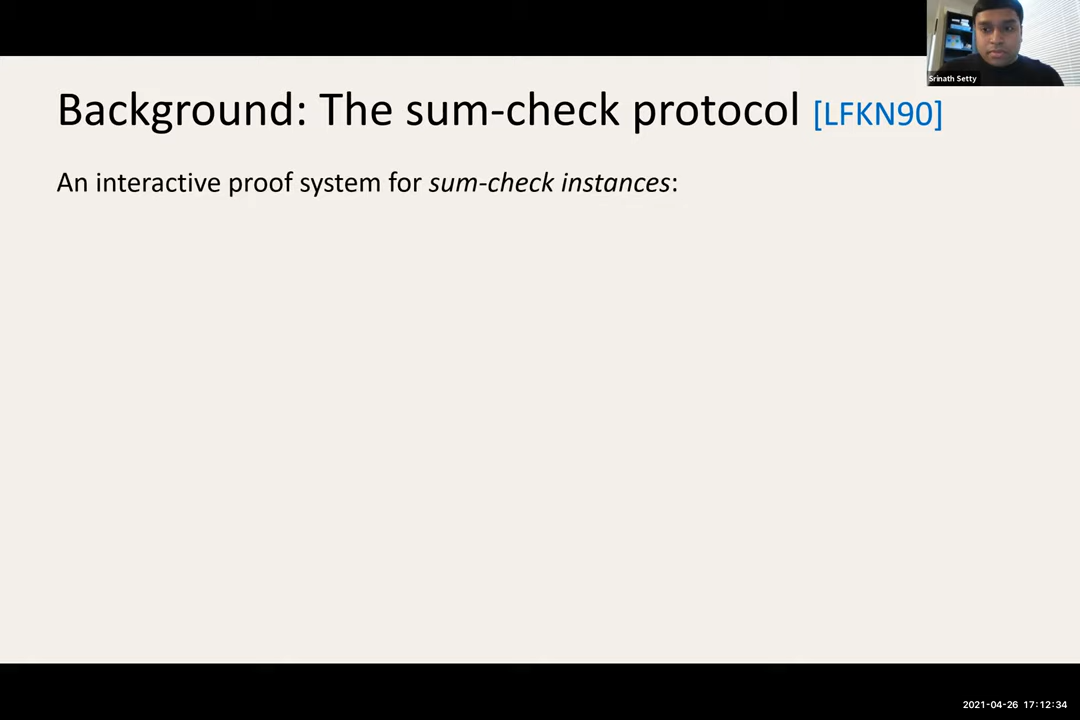 Srinath Setty
Background: The sum-check protocol [LFKN90]
An interactive proof system for sum-check instances:
2021-04-26 17:12:34